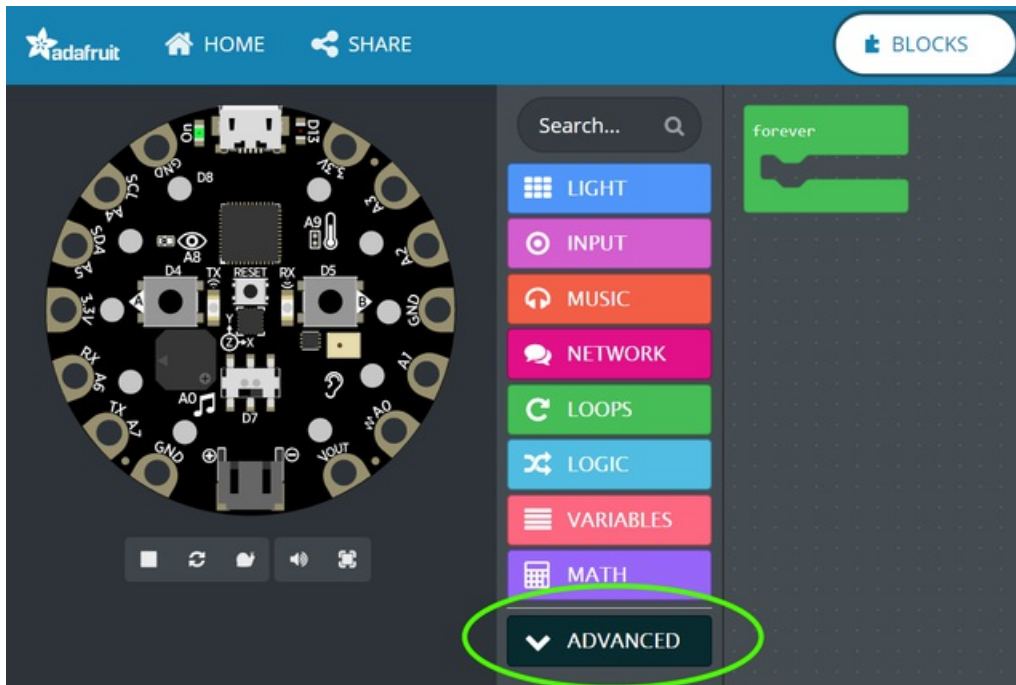 adafruit
HOME
SHARE
BLOCKS
Search...
LIGHT
INPUT
MUSIC
NETWORK
LOOPS
LOGIC
VARIABLES
MATH
ADVANCED
forever
On
D13
GND
3.3V
D8
SCL
A4
A3
SDA
A5
A9
A2
A8
D4
TX
RESET
RX
D5
A
B
3.3V
GND
Y
Z
X
RX
A6
A1
A0
D7
TX
A7
A0
GND
VOUT